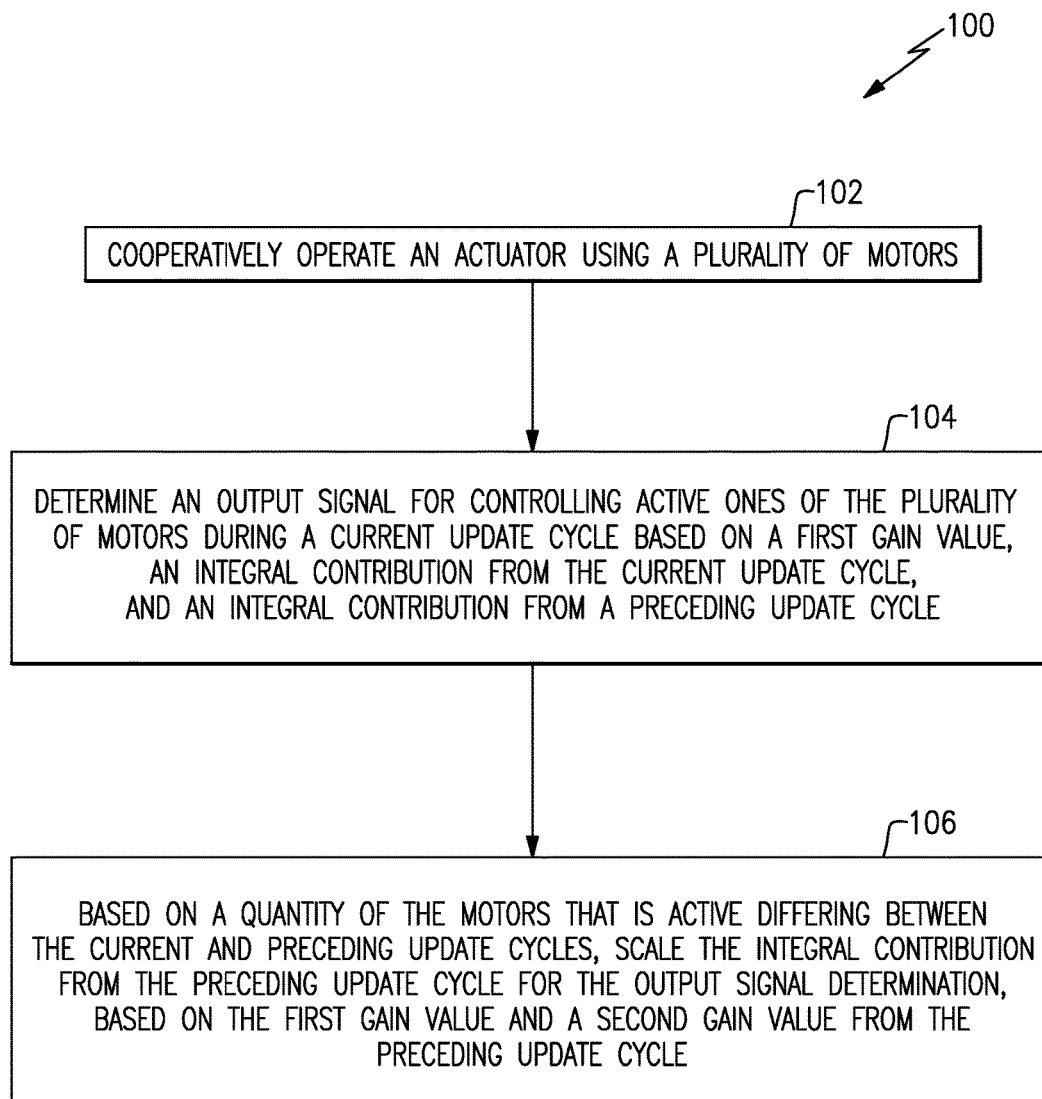 100
102
COOPERATIVELY OPERATE AN ACTUATOR USING A PLURALITY OF MOTORS
104
DETERMINE AN OUTPUT SIGNAL FOR CONTROLLING ACTIVE ONES OF THE PLURALITY
OF MOTORS DURING A CURRENT UPDATE CYCLE BASED ON A FIRST GAIN VALUE,
AN INTEGRAL CONTRIBUTION FROM THE CURRENT UPDATE CYCLE,
AND AN INTEGRAL CONTRIBUTION FROM A PRECEDING UPDATE CYCLE
106
BASED ON A QUANTITY OF THE MOTORS THAT IS ACTIVE DIFFERING BETWEEN
THE CURRENT AND PRECEDING UPDATE CYCLES, SCALE THE INTEGRAL CONTRIBUTION
FROM THE PRECEDING UPDATE CYCLE FOR THE OUTPUT SIGNAL DETERMINATION,
BASED ON THE FIRST GAIN VALUE AND A SECOND GAIN VALUE FROM THE
PRECEDING UPDATE CYCLE